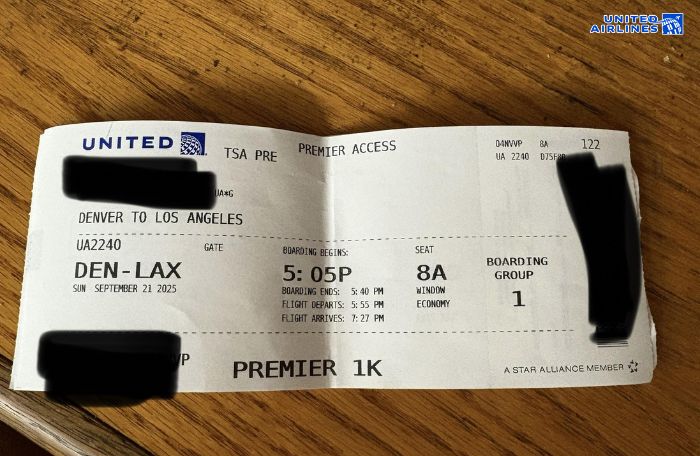 UNITED AIRLINES
UNITED
TSA PRE PREMIER ACCESS
D4NVVP 8A 122
UA 2240
UA*G
DENVER TO LOS ANGELES
UA2240 GATE BOARDING BEGINS: SEAT BOARDING GROUP
DEN-LAX 5:05P 8A 1
SUN SEPTEMBER 21 2025 BOARDING ENDS: 5:40 PM WINDOW
FLIGHT DEPARTS: 5:55 PM ECONOMY
FLIGHT ARRIVES: 7:27 PM
VP PREMIER 1K A STAR ALLIANCE MEMBER